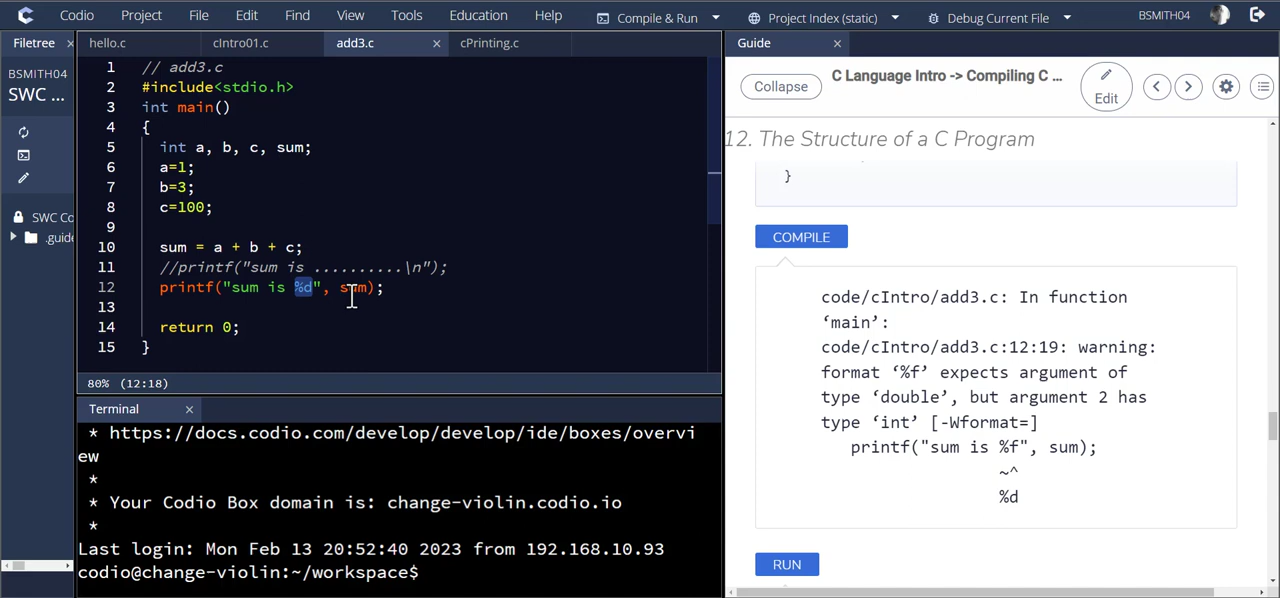 Codio Project File Edit Find View Tools Education Help Compile & Run Project Index (static) Debug Current File BSMITH04
Filetree
BSMITH04
SWC ...
SWC Co
.guide
hello.c cIntro01.c add3.c cPrinting.c
1 // add3.c
2 #include<stdio.h>
3 int main()
4 {
5 int a, b, c, sum;
6 a=1;
7 b=3;
8 c=100;
9
10 sum = a + b + c;
11 //printf("sum is ..........\n");
12 printf("sum is %d", sum);
13
14 return 0;
15 }
80% (12:18)
Terminal
* https://docs.codio.com/develop/develop/ide/boxes/overvi
ew
*
* Your Codio Box domain is: change-violin.codio.io
*
Last login: Mon Feb 13 20:52:40 2023 from 192.168.10.93
codio@change-violin:~/workspace$
Guide
Collapse
C Language Intro -> Compiling C ...
Edit
12. The Structure of a C Program
}
COMPILE
code/cIntro/add3.c: In function
‘main’:
code/cIntro/add3.c:12:19: warning:
format ‘%f’ expects argument of
type ‘double’, but argument 2 has
type ‘int’ [-Wformat=]
printf("sum is %f", sum);
~^
%d
RUN